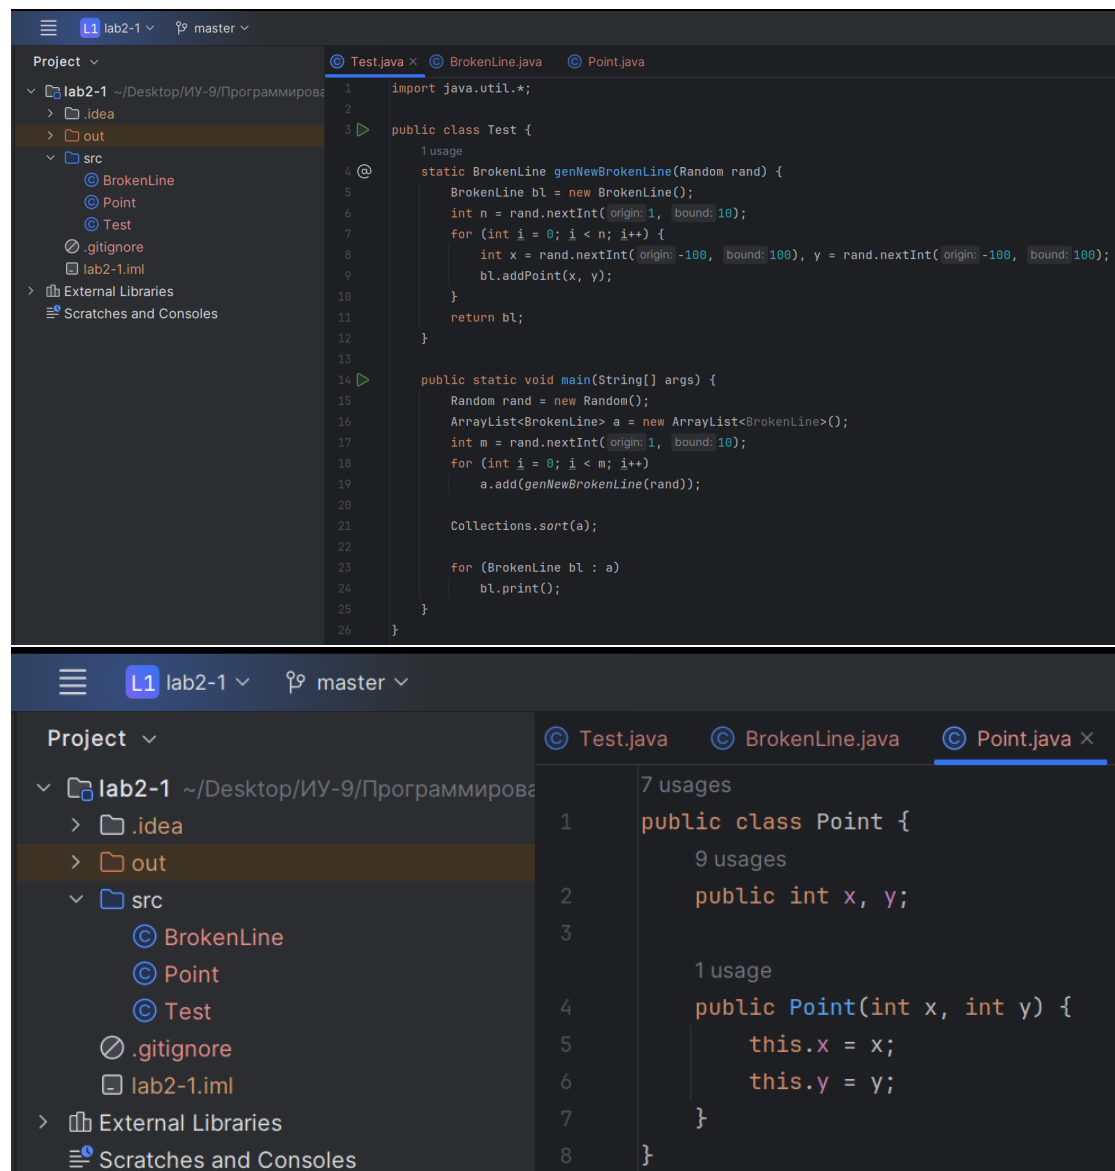 L1 lab2-1 master
Project
Test.java × BrokenLine.java Point.java
lab2-1 ~/Desktop/ИУ-9/Программирова
.idea
out
src
BrokenLine
Point
Test
.gitignore
lab2-1.iml
External Libraries
Scratches and Consoles
1 import java.util.*;
2
3 public class Test {
1 usage
4 @ static BrokenLine genNewBrokenLine(Random rand) {
5 BrokenLine bl = new BrokenLine();
6 int n = rand.nextInt( origin: 1, bound: 10);
7 for (int i = 0; i < n; i++) {
8 int x = rand.nextInt( origin: -100, bound: 100), y = rand.nextInt( origin: -100, bound: 100);
9 bl.addPoint(x, y);
10 }
11 return bl;
12 }
13
14 public static void main(String[] args) {
15 Random rand = new Random();
16 ArrayList<BrokenLine> a = new ArrayList<BrokenLine>();
17 int m = rand.nextInt( origin: 1, bound: 10);
18 for (int i = 0; i < m; i++)
19 a.add(genNewBrokenLine(rand));
20
21 Collections.sort(a);
22
23 for (BrokenLine bl : a)
24 bl.print();
25 }
26 }
L1 lab2-1 master
Project
Test.java BrokenLine.java Point.java ×
lab2-1 ~/Desktop/ИУ-9/Программирова
.idea
out
src
BrokenLine
Point
Test
.gitignore
lab2-1.iml
External Libraries
Scratches and Consoles
7 usages
1 public class Point {
9 usages
2 public int x, y;
3
1 usage
4 public Point(int x, int y) {
5 this.x = x;
6 this.y = y;
7 }
8 }